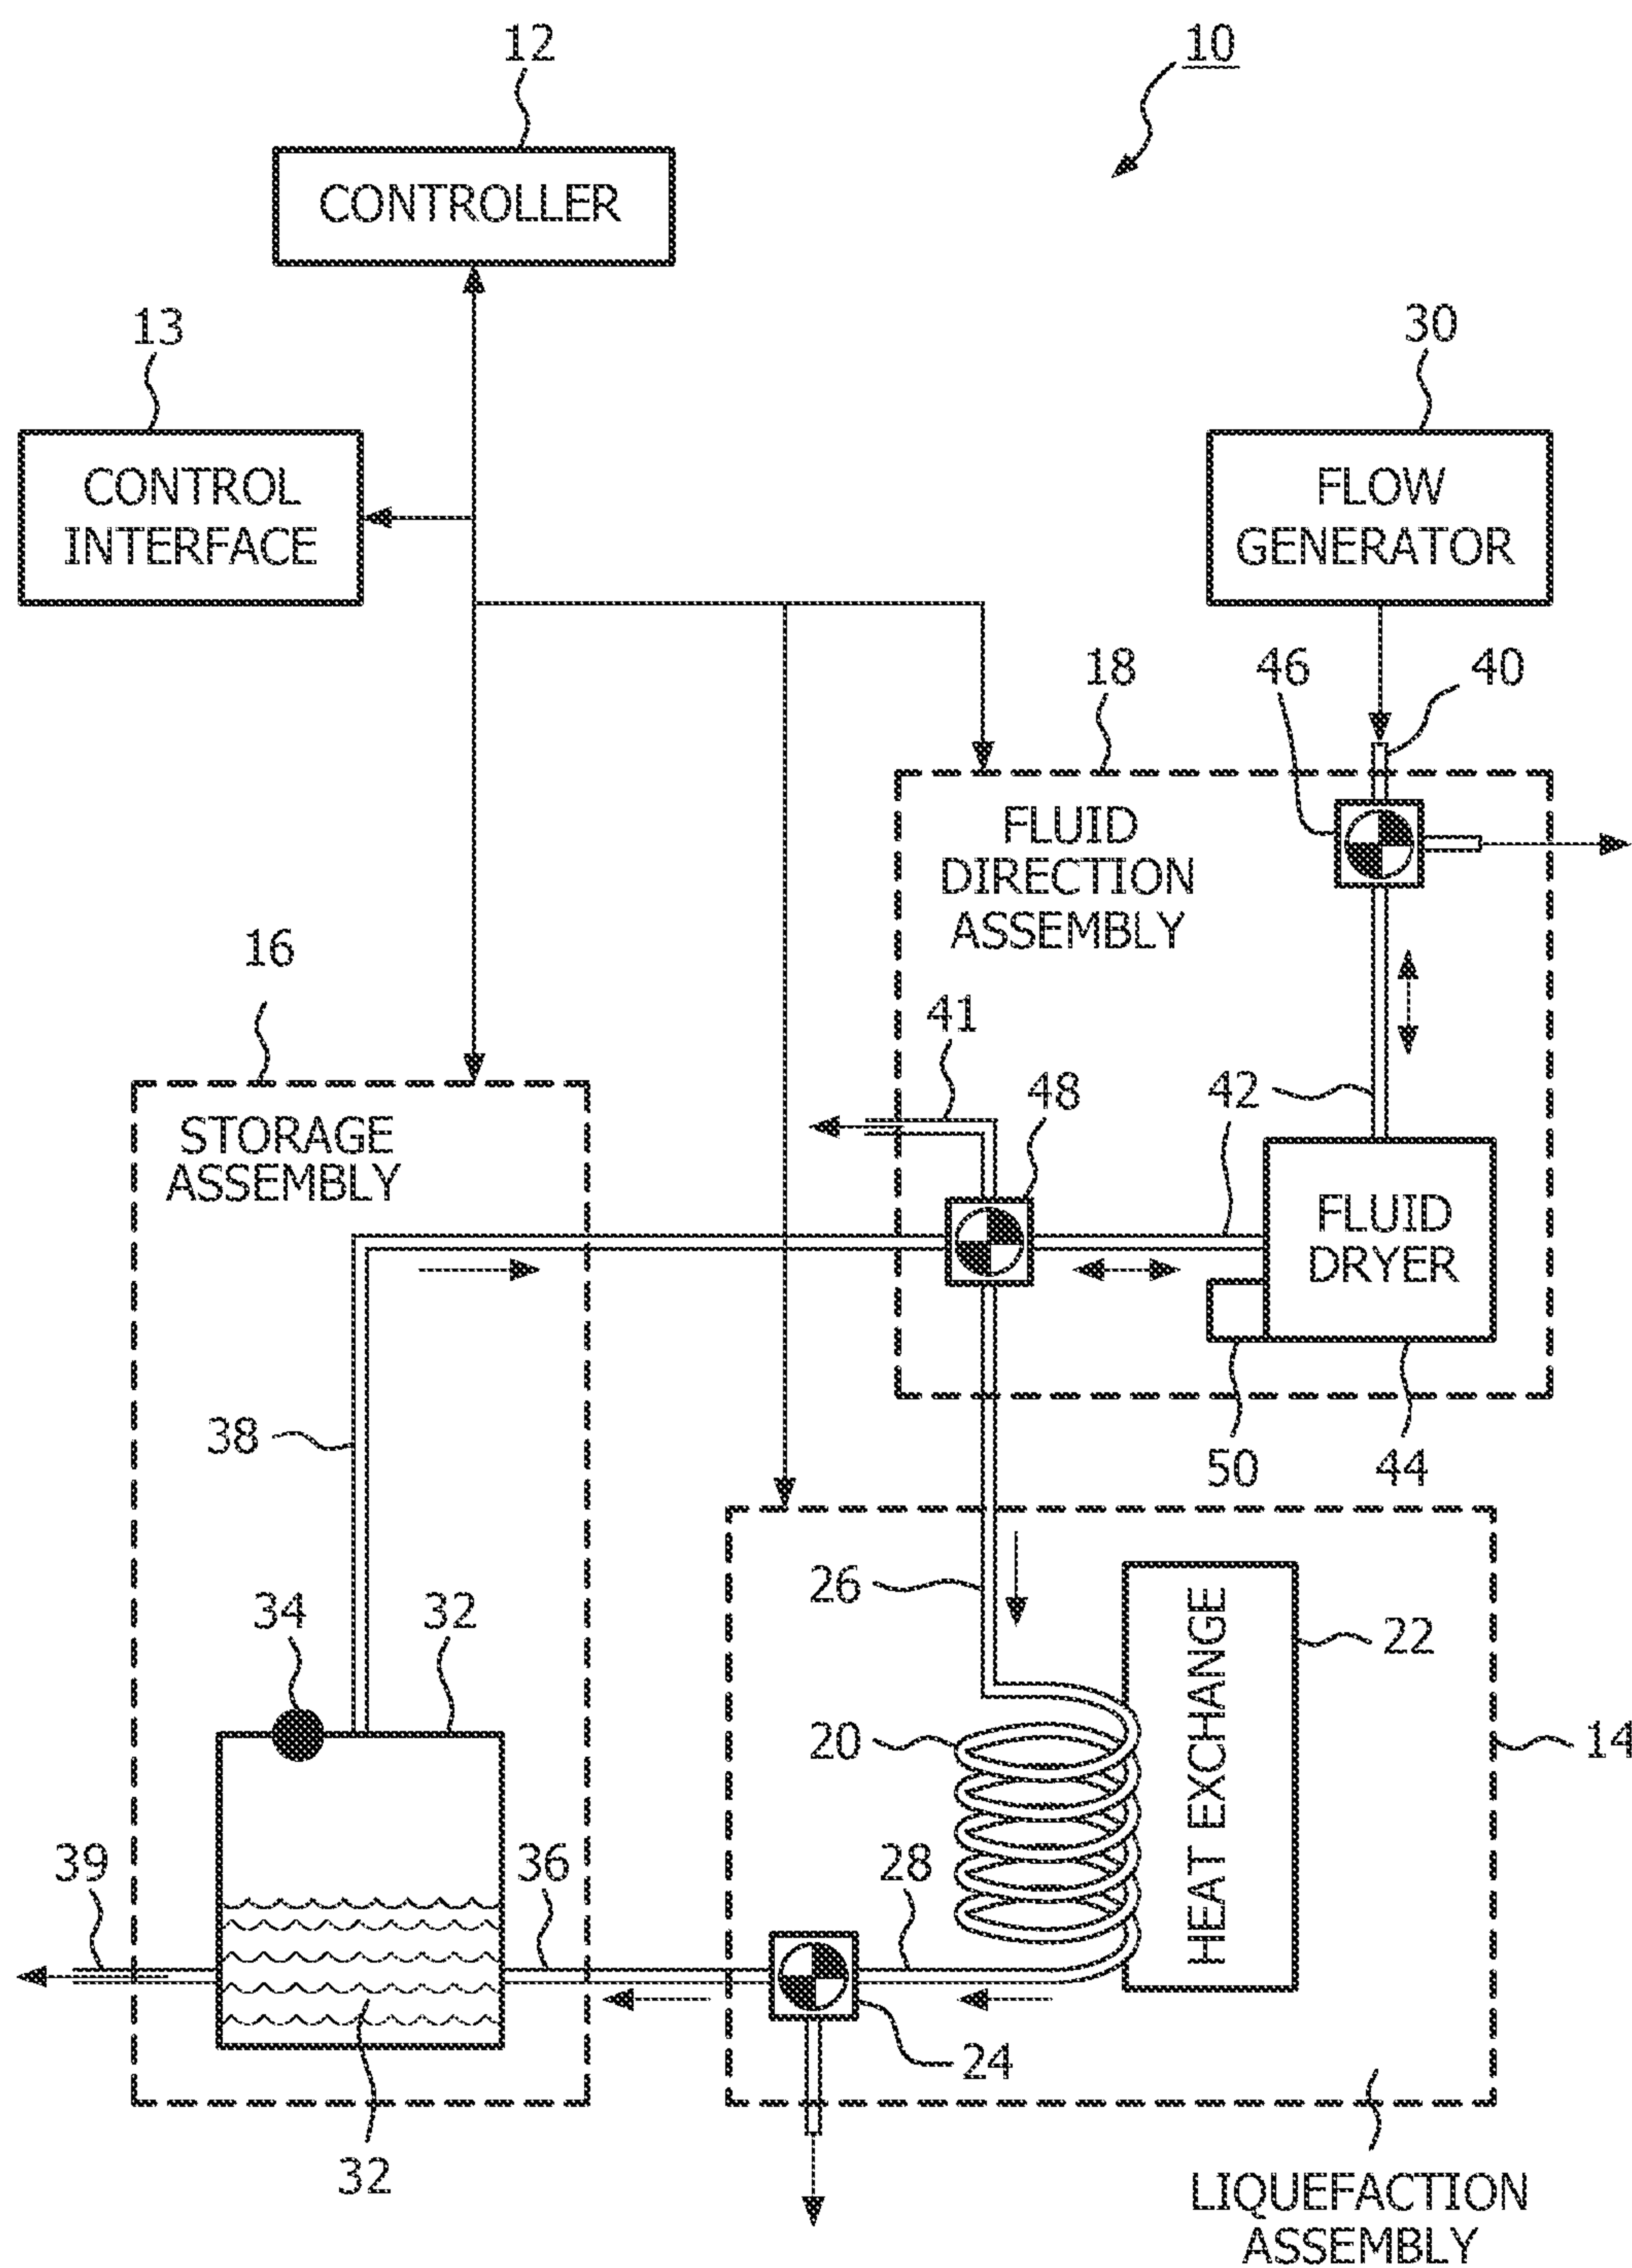 12
10
CONTROLLER
13
30
CONTROL
INTERFACE
FLOW
GENERATOR
18
46
40
FLUID
DIRECTION
ASSEMBLY
16
41
48
42
STORAGE
ASSEMBLY
FLUID
DRYER
38
50
44
26
34
32
22
HEAT EXCHANGE
20
14
39
36
28
24
32
LIQUEFACTION
ASSEMBLY